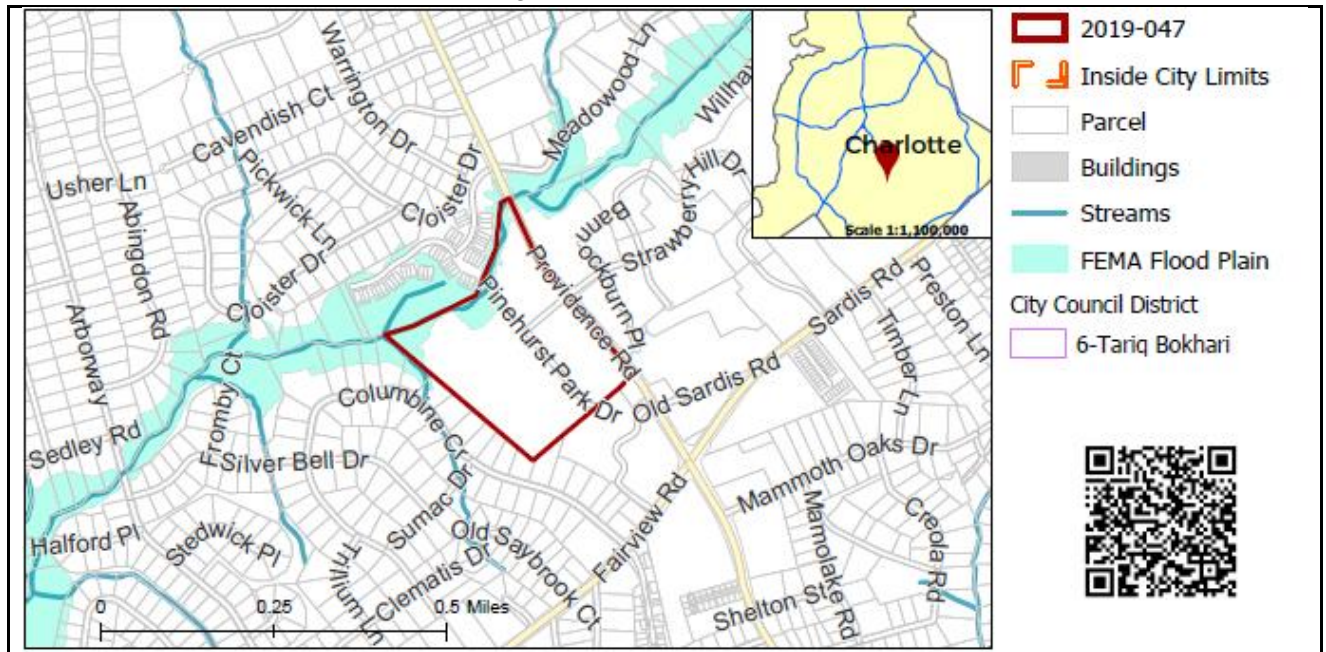 Warrington Dr
Meadowood Ln
Cavendish Ct
Usher Ln
Abingdon Rd
Pickwick Ln
Cloister Dr
Cloister Dr
Strawberry Hill Dr
Bannockburn Pl
Providence Rd
Pinehurst Park Dr
Arborway
Fromby Ct
Sedley Rd
Columbine Cr
Silver Bell Dr
Sumac Dr
Old Sardis Rd
Sardis Rd
Preston Ln
Timber Ln
Mammoth Oaks Dr
Mamolake Rd
Creola Rd
Halford Pl
Stedwick Pl
Trillium Ln
Clematis Dr
Old Saybrook Ct
Fairview Rd
Shelton St
0 0.25 0.5 Miles
Charlotte
Scale 1:1,100,000
2019-047
Inside City Limits
Parcel
Buildings
Streams
FEMA Flood Plain
City Council District
6-Tariq Bokhari